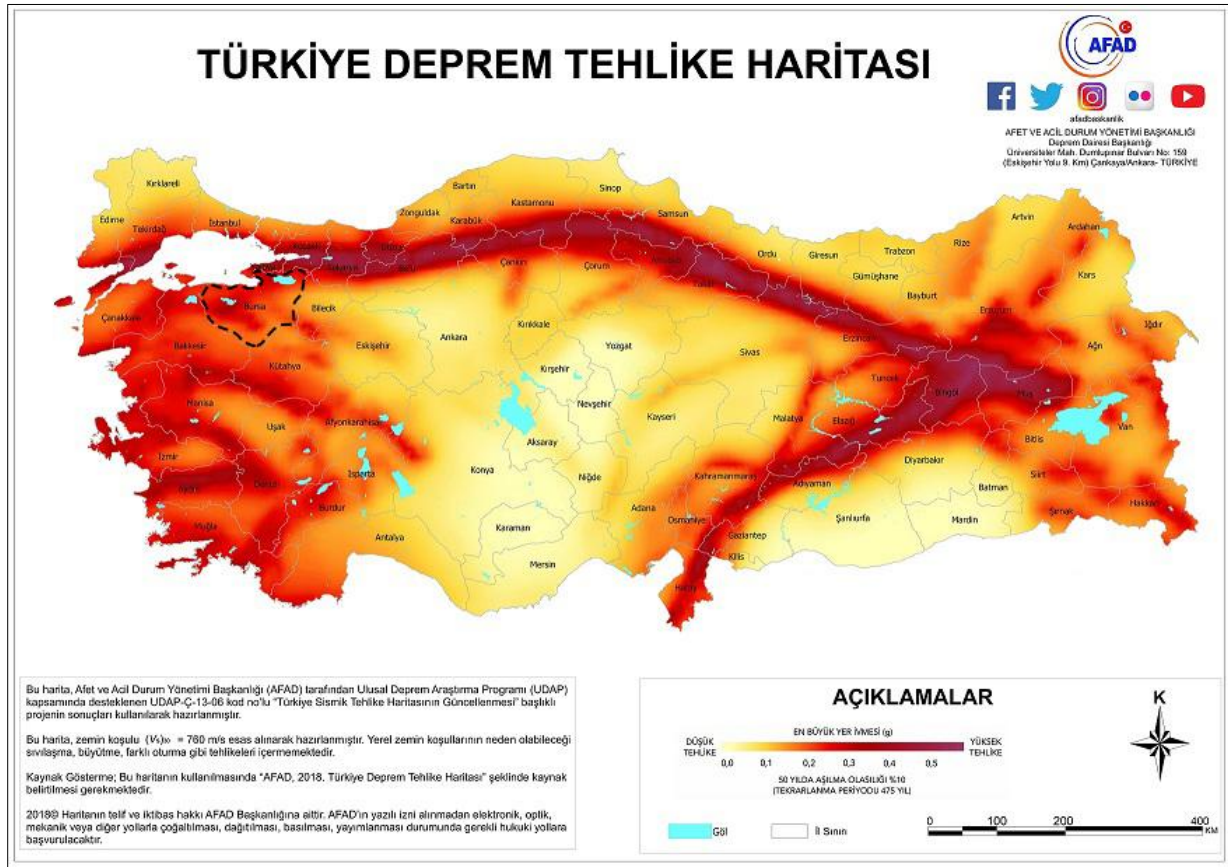 TÜRKİYE DEPREM TEHLİKE HARİTASI
AFAD
afadbaskanlik
AFET VE ACİL DURUM YÖNETİMİ BAŞKANLIĞI
Deprem Dairesi Başkanlığı
Üniversiteler Mah. Dumlupınar Bulvarı No: 159
(Eskişehir Yolu 9. Km) Çankaya/Ankara- TÜRKİYE
Kırklareli
Edirne
Tekirdağ
İstanbul
Zonguldak
Bartın
Karabük
Kastamonu
Sinop
Samsun
Ordu
Giresun
Trabzon
Rize
Artvin
Ardahan
Kars
Gümüşhane
Bayburt
Erzurum
Iğdır
Ağrı
Çankırı
Çorum
Çanakkale
Bursa
Bilecik
Balıkesir
Kütahya
Eskişehir
Ankara
Kırıkkale
Yozgat
Sivas
Erzincan
Tunceli
Bingöl
Muş
Kırşehir
Nevşehir
Kayseri
Malatya
Elazığ
Bitlis
Van
Manisa
Uşak
Afyonkarahisar
Aksaray
Konya
Niğde
Kahramanmaraş
Adıyaman
Diyarbakır
Batman
Siirt
Şırnak
Hakkari
İzmir
Aydın
Denizli
Isparta
Burdur
Muğla
Antalya
Karaman
Mersin
Adana
Osmaniye
Gaziantep
Kilis
Şanlıurfa
Mardin
Hatay
Bu harita, Afet ve Acil Durum Yönetimi Başkanlığı (AFAD) tarafından Ulusal Deprem Araştırma Programı (UDAP)
kapsamında desteklenen UDAP-Ç-13-06 kod no'lu "Türkiye Sismik Tehlike Haritasının Güncellenmesi" başlıklı
projenin sonuçları kullanılarak hazırlanmıştır.
Bu harita, zemin koşulu (Vs)30 = 760 m/s esas alınarak hazırlanmıştır. Yerel zemin koşullarının neden olabileceği
sıvılaşma, büyütme, farklı oturma gibi tehlikeleri içermemektedir.
Kaynak Gösterme; Bu haritanın kullanılmasında "AFAD, 2018. Türkiye Deprem Tehlike Haritası" şeklinde kaynak
belirtilmesi gerekmektedir.
2018© Haritanın telif ve iktibas hakkı AFAD Başkanlığına aittir. AFAD'ın yazılı izni alınmadan elektronik, optik,
mekanik veya diğer yollarla çoğaltılması, dağıtılması, basılması, yayımlanması durumunda gerekli hukuki yollara
başvurulacaktır.
AÇIKLAMALAR
EN BÜYÜK YER İVMESİ (g)
DÜŞÜK TEHLİKE
YÜKSEK TEHLİKE
0,0 0,1 0,2 0,3 0,4 0,5
50 YILDA AŞILMA OLASILIĞI %10
(TEKRARLANMA PERİYODU 475 YIL)
Göl
İl Sınırı
K
0 100 200 400
KM